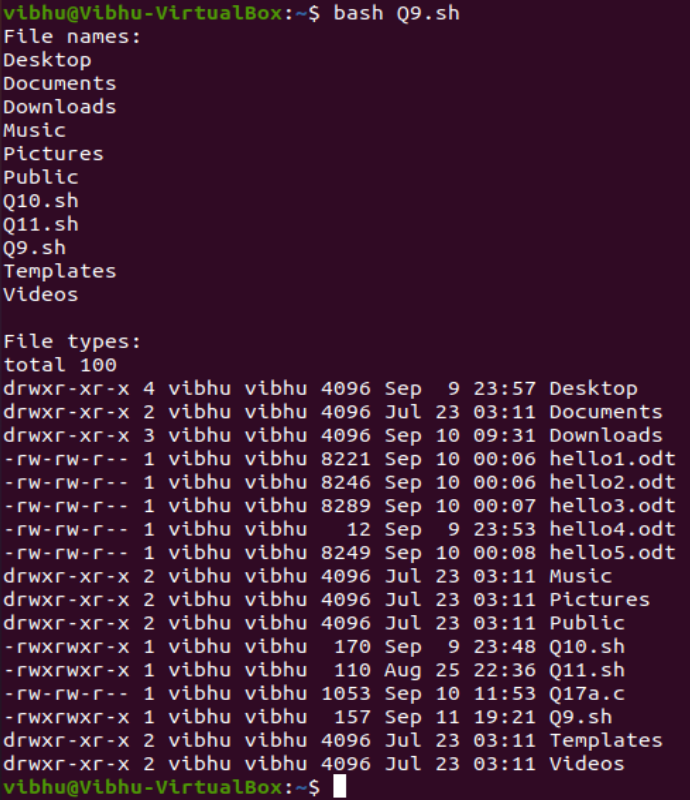 vibhu@Vibhu-VirtualBox:~$ bash Q9.sh
File names:
Desktop
Documents
Downloads
Music
Pictures
Public
Q10.sh
Q11.sh
Q9.sh
Templates
Videos

File types:
total 100
drwxr-xr-x 4 vibhu vibhu 4096 Sep  9 23:57 Desktop
drwxr-xr-x 2 vibhu vibhu 4096 Jul 23 03:11 Documents
drwxr-xr-x 3 vibhu vibhu 4096 Sep 10 09:31 Downloads
-rw-rw-r-- 1 vibhu vibhu 8221 Sep 10 00:06 hello1.odt
-rw-rw-r-- 1 vibhu vibhu 8246 Sep 10 00:06 hello2.odt
-rw-rw-r-- 1 vibhu vibhu 8289 Sep 10 00:07 hello3.odt
-rw-rw-r-- 1 vibhu vibhu   12 Sep  9 23:53 hello4.odt
-rw-rw-r-- 1 vibhu vibhu 8249 Sep 10 00:08 hello5.odt
drwxr-xr-x 2 vibhu vibhu 4096 Jul 23 03:11 Music
drwxr-xr-x 2 vibhu vibhu 4096 Jul 23 03:11 Pictures
drwxr-xr-x 2 vibhu vibhu 4096 Jul 23 03:11 Public
-rwxrwxr-x 1 vibhu vibhu  170 Sep  9 23:48 Q10.sh
-rwxrwxr-x 1 vibhu vibhu  110 Aug 25 22:36 Q11.sh
-rw-rw-r-- 1 vibhu vibhu 1053 Sep 10 11:53 Q17a.c
-rwxrwxr-x 1 vibhu vibhu  157 Sep 11 19:21 Q9.sh
drwxr-xr-x 2 vibhu vibhu 4096 Jul 23 03:11 Templates
drwxr-xr-x 2 vibhu vibhu 4096 Jul 23 03:11 Videos
vibhu@Vibhu-VirtualBox:~$